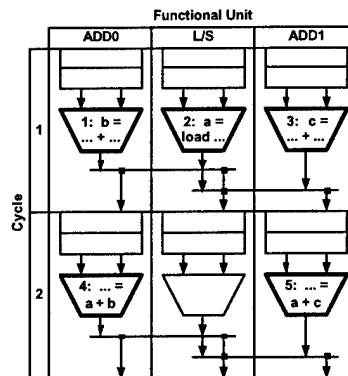 Functional Unit
ADD0 L/S ADD1
Cycle
1
1: b =
... + ...
2: a =
load ...
3: c =
... + ...
2
4: ... =
a + b
5: ... =
a + c